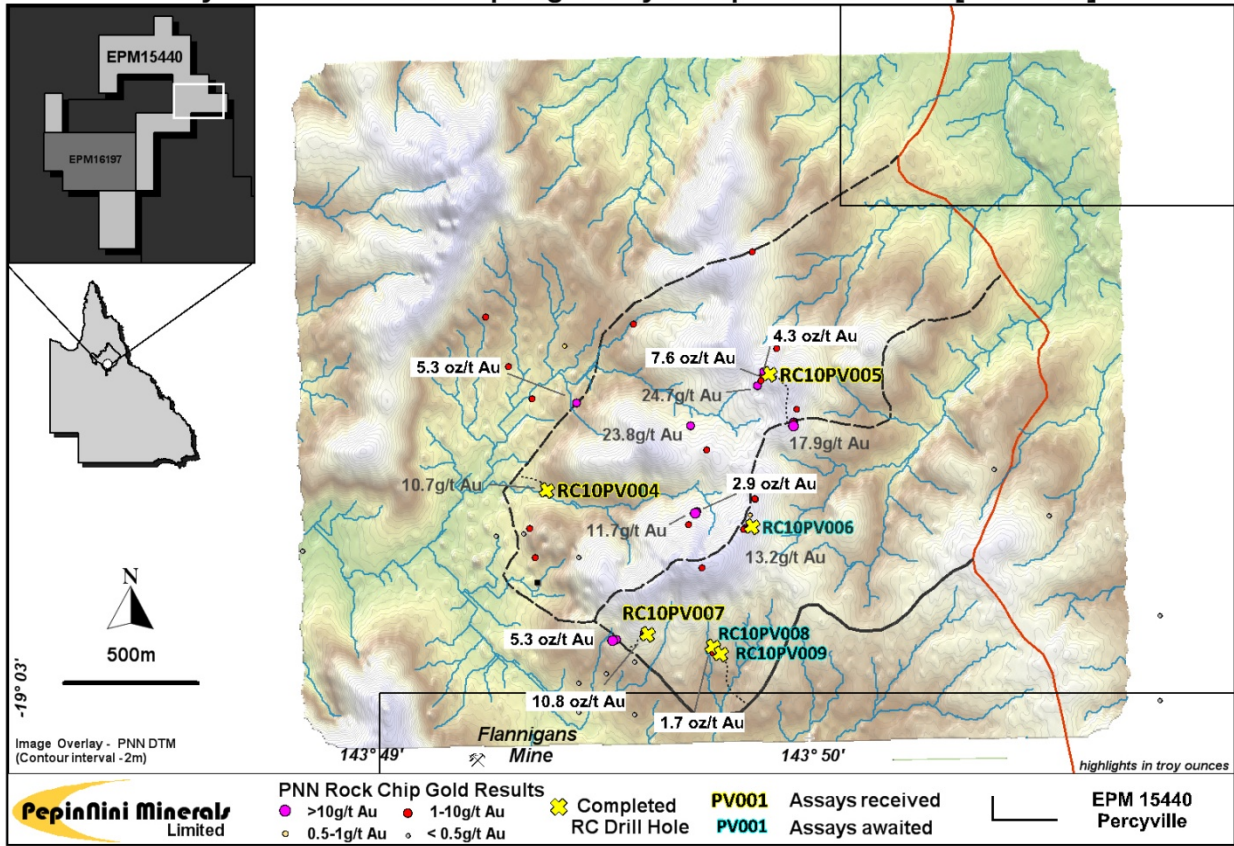 EPM15440
EPM16197
4.3 oz/t Au
7.6 oz/t Au
5.3 oz/t Au
RC10PV005
24.7g/t Au
23.8g/t Au
17.9g/t Au
10.7g/t Au
RC10PV004
2.9 oz/t Au
11.7g/t Au
RC10PV006
13.2g/t Au
N
500m
-19° 03'
RC10PV007
5.3 oz/t Au
RC10PV008
RC10PV009
10.8 oz/t Au
1.7 oz/t Au
Image Overlay - PNN DTM
(Contour interval -2m)
143° 49'
Flannigans
Mine
143° 50'
highlights in troy ounces
PepinNini Minerals
Limited
PNN Rock Chip Gold Results
>10g/t Au
1-10g/t Au
0.5-1g/t Au
< 0.5g/t Au
Completed
RC Drill Hole
PV001 Assays received
PV001 Assays awaited
EPM 15440
Percyville